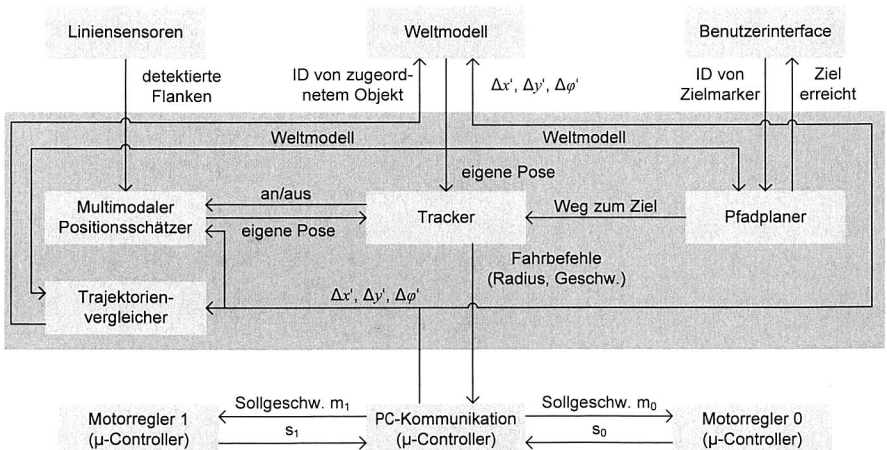 Liniensensoren
Weltmodell
Benutzerinterface
detektierte
Flanken
ID von zugeord-
netem Objekt
Δx‘, Δy‘, Δφ‘
ID von
Zielmarker
Ziel
erreicht
Weltmodell
Weltmodell
eigene Pose
Multimodaler
Positionsschätzer
an/aus
eigene Pose
Tracker
Weg zum Ziel
Pfadplaner
Fahrbefehle
(Radius, Geschw.)
Trajektorien-
vergleicher
Δx‘, Δy‘, Δφ‘
Motorregler 1
(µ-Controller)
Sollgeschw. m1
s1
PC-Kommunikation
(µ-Controller)
Sollgeschw. m0
s0
Motorregler 0
(µ-Controller)